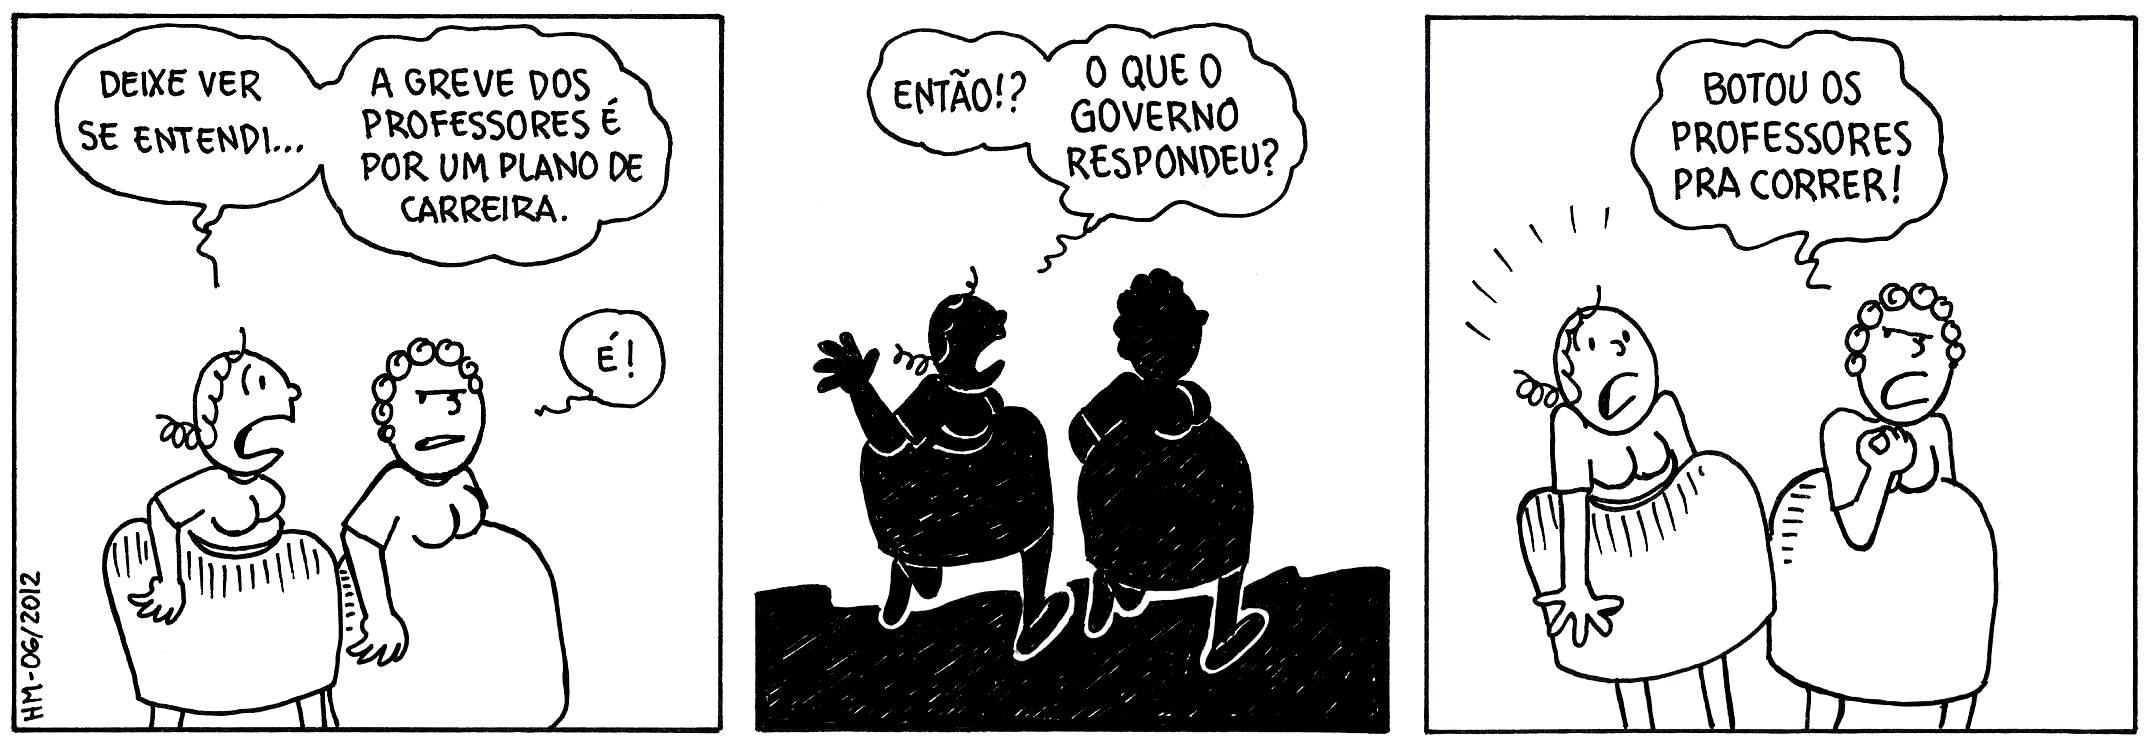 DEIXE VER
SE ENTENDI...
A GREVE DOS
PROFESSORES É
POR UM PLANO DE
CARREIRA.
É!
HM-06/2012
ENTÃO!?
O QUE O
GOVERNO
RESPONDEU?
BOTOU OS
PROFESSORES
PRA CORRER!